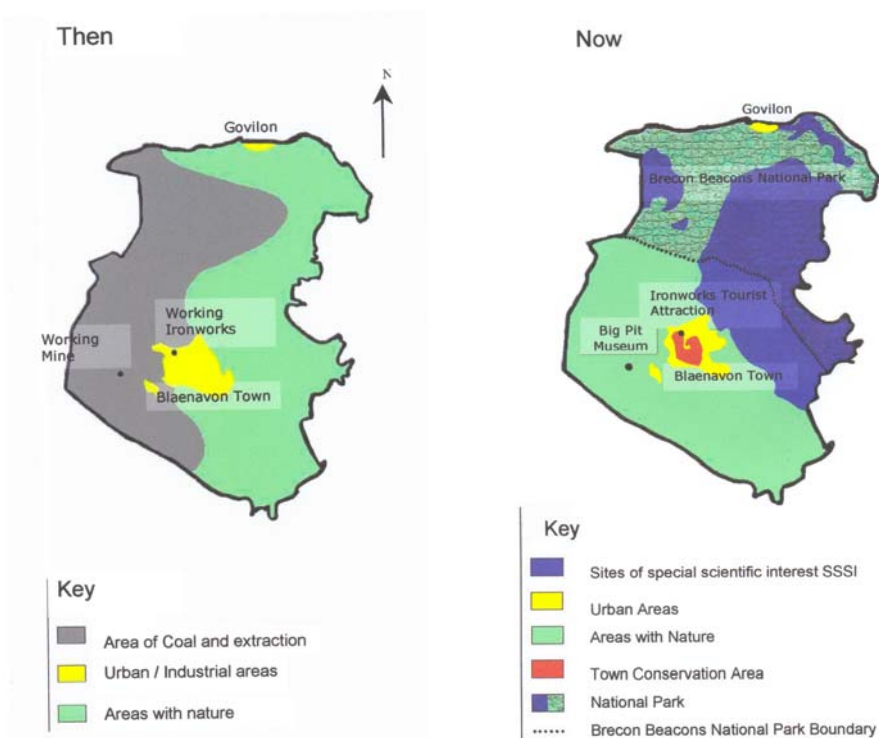 Then
N
Govilon
Working
Ironworks
Working
Mine
Blaenavon Town
Key
Area of Coal and extraction
Urban / Industrial areas
Areas with nature
Now
Govilon
Brecon Beacons National Park
Ironworks Tourist
Attraction
Big Pit
Museum
Blaenavon Town
Key
Sites of special scientific interest SSSI
Urban Areas
Areas with Nature
Town Conservation Area
National Park
Brecon Beacons National Park Boundary